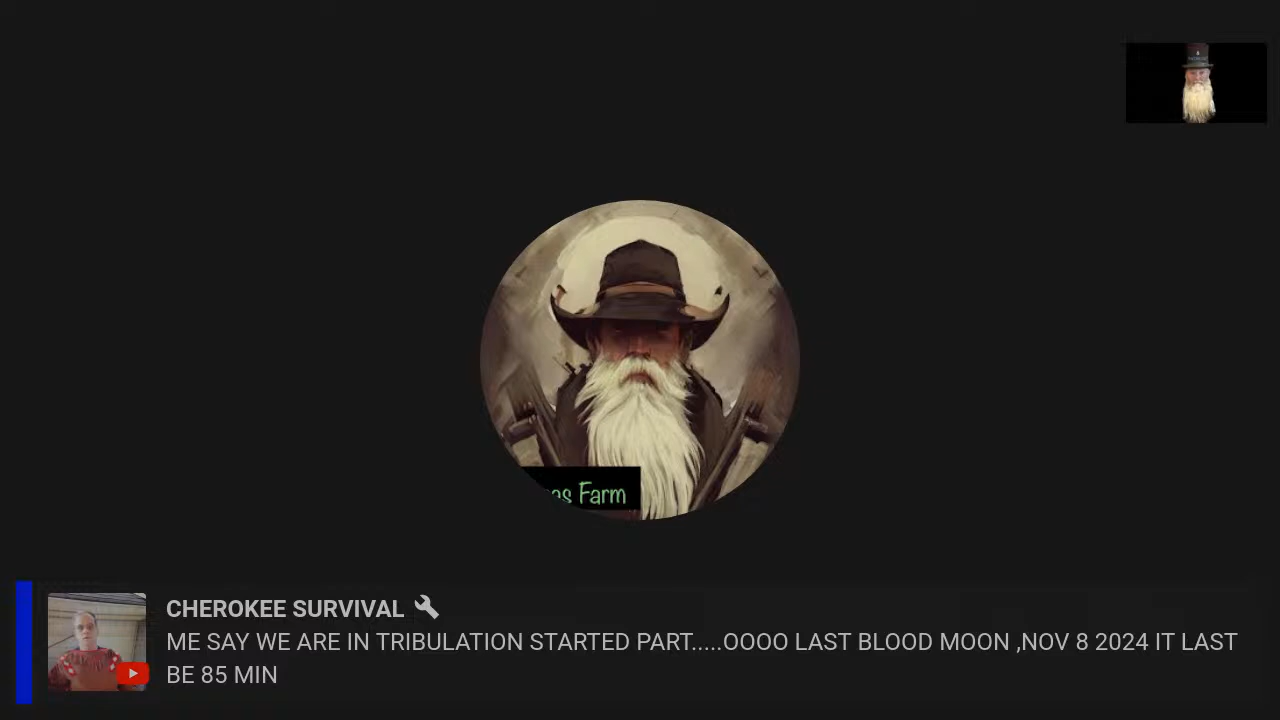 Farm
CHEROKEE SURVIVAL
ME SAY WE ARE IN TRIBULATION STARTED PART.....OOOO LAST BLOOD MOON ,NOV 8 2024 IT LAST
BE 85 MIN